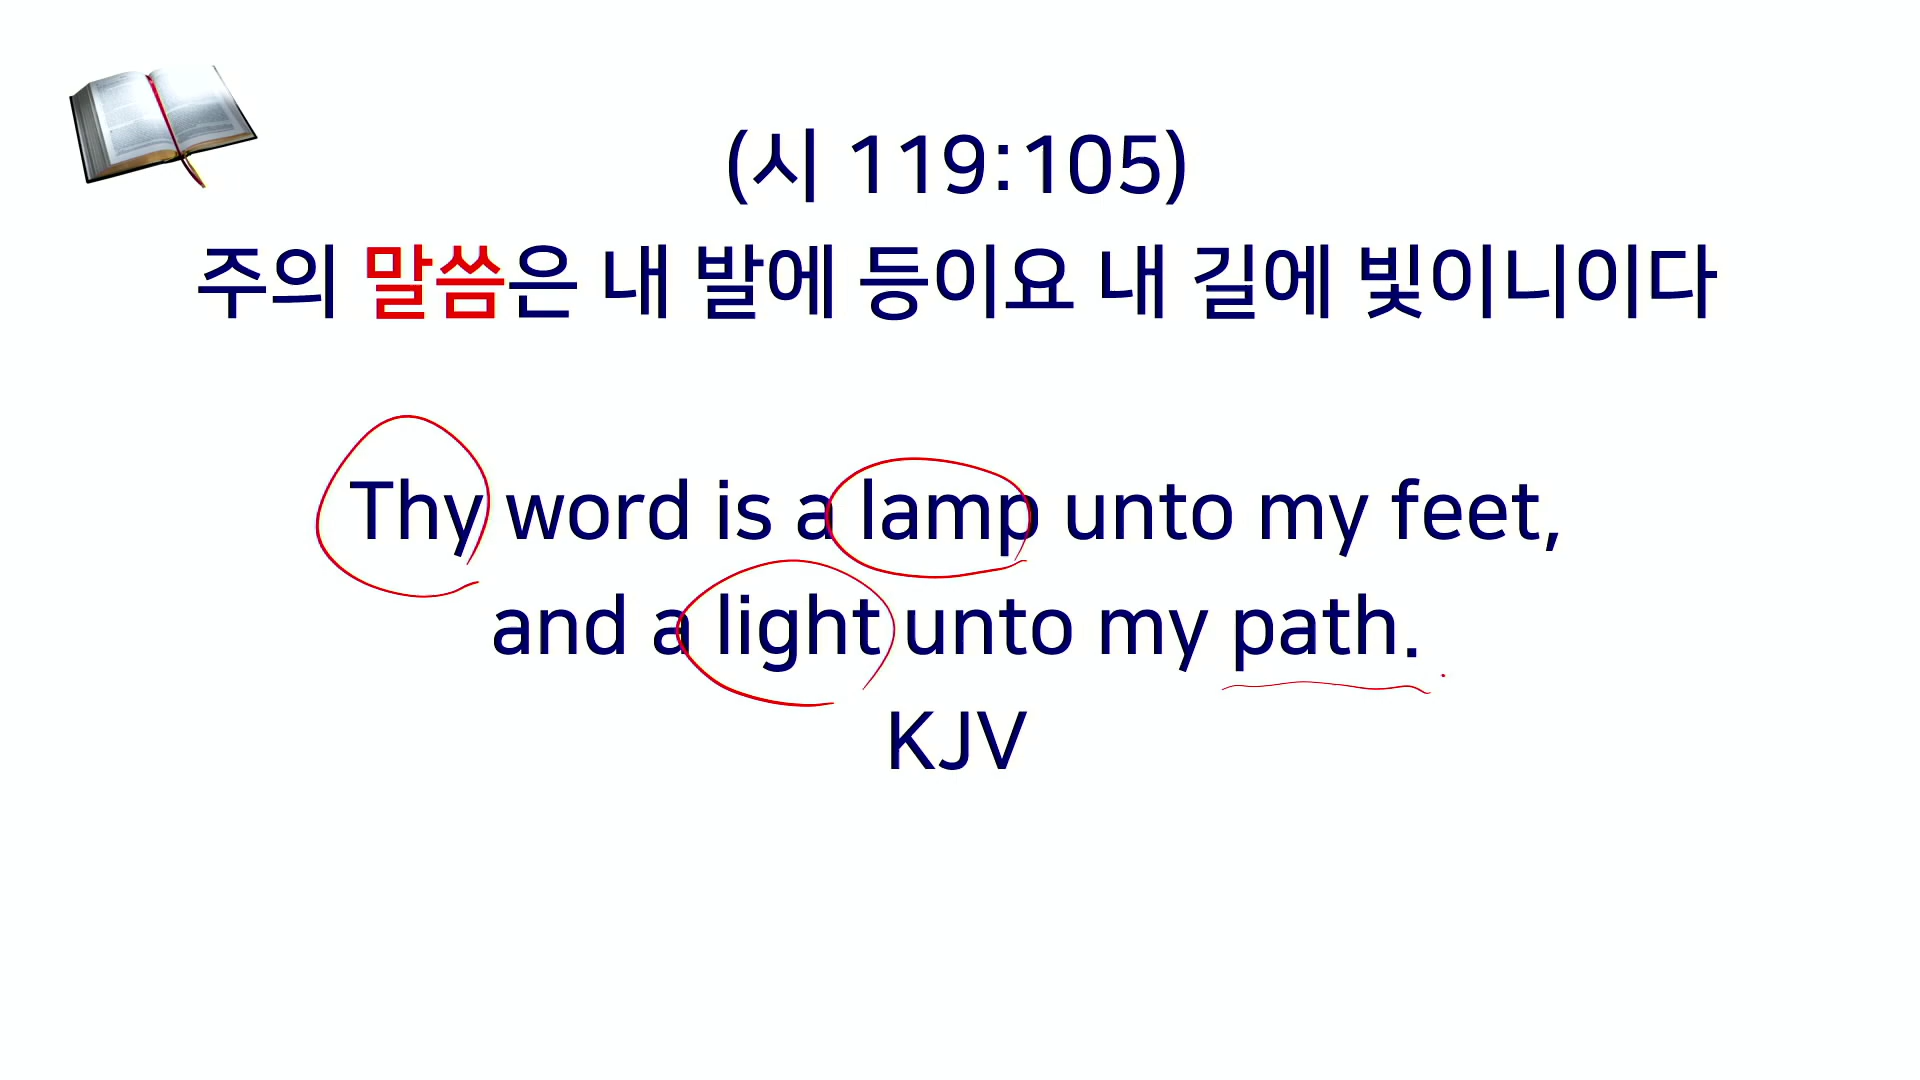 (시 119:105)
주의 말씀은 내 발에 등이요 내 길에 빛이니이다
Thy word is a lamp unto my feet,
and a light unto my path.
KJV